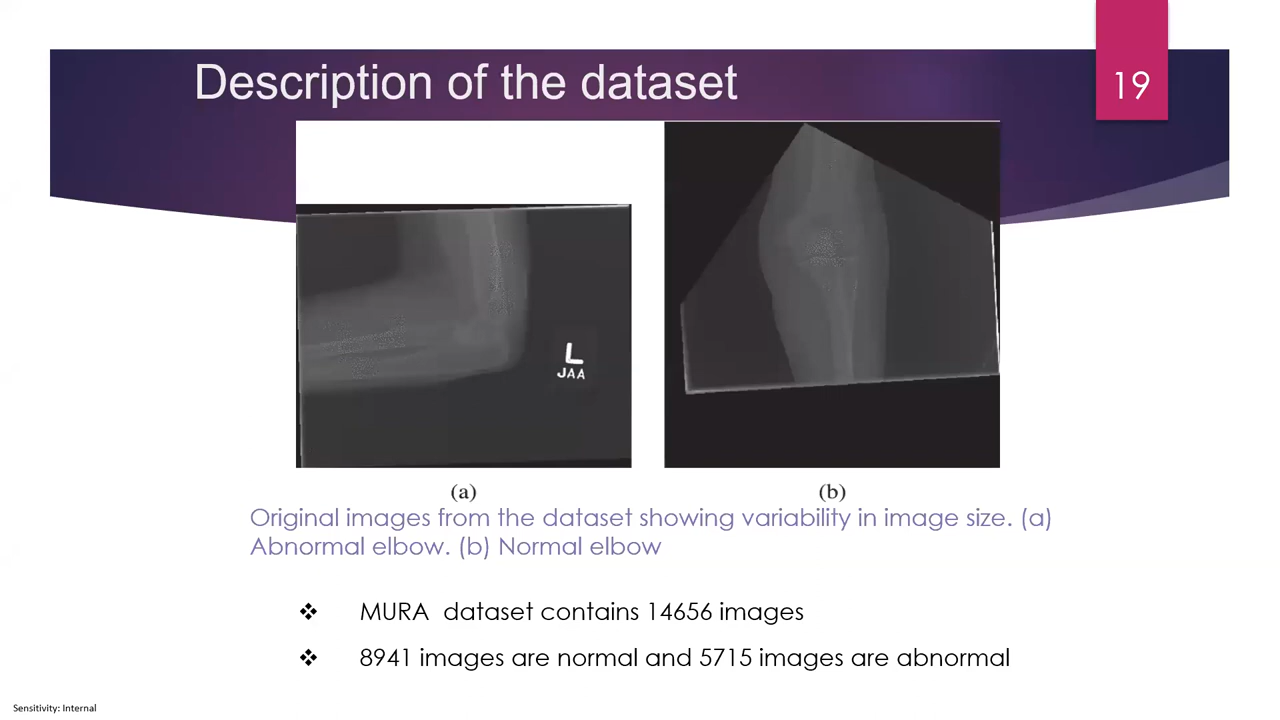 Description of the dataset
19
L
JAA
(a)
(b)
Original images from the dataset showing variability in image size. (a)
Abnormal elbow. (b) Normal elbow
❖ MURA dataset contains 14656 images
❖ 8941 images are normal and 5715 images are abnormal
Sensitivity: Internal